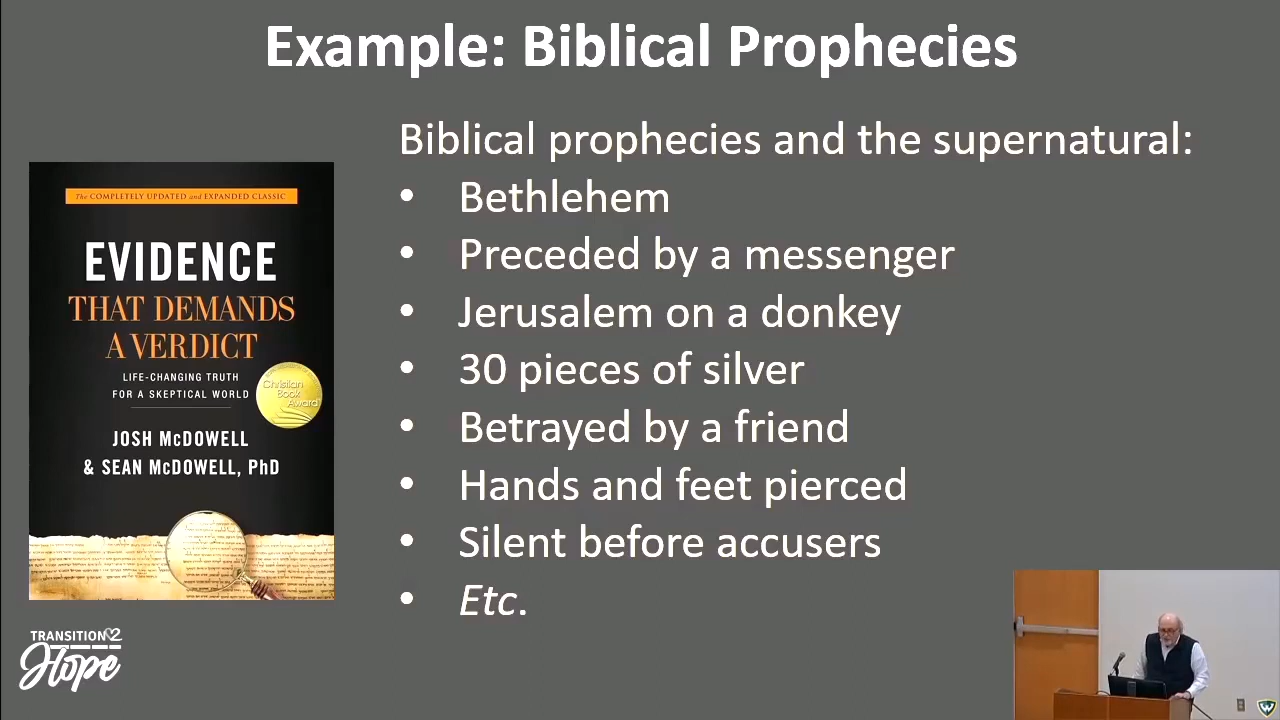 Example: Biblical Prophecies
Biblical prophecies and the supernatural:
• Bethlehem
• Preceded by a messenger
• Jerusalem on a donkey
• 30 pieces of silver
• Betrayed by a friend
• Hands and feet pierced
• Silent before accusers
• Etc.
The COMPLETELY UPDATED and EXPANDED CLASSIC
EVIDENCE
THAT DEMANDS
A VERDICT
LIFE-CHANGING TRUTH
FOR A SKEPTICAL WORLD
Christian
Book
Award
JOSH McDOWELL
& SEAN McDOWELL, PhD
TRANSITION2
Hope